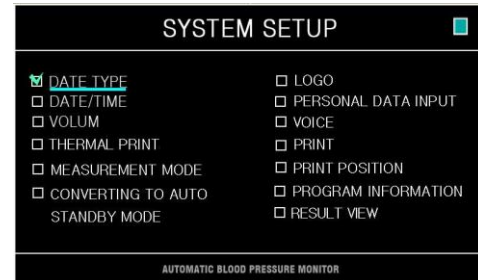 SYSTEM SETUP
DATE TYPE
DATE/TIME
VOLUM
THERMAL PRINT
MEASUREMENT MODE
CONVERTING TO AUTO
STANDBY MODE
LOGO
PERSONAL DATA INPUT
VOICE
PRINT
PRINT POSITION
PROGRAM INFORMATION
RESULT VIEW
AUTOMATIC BLOOD PRESSURE MONITOR